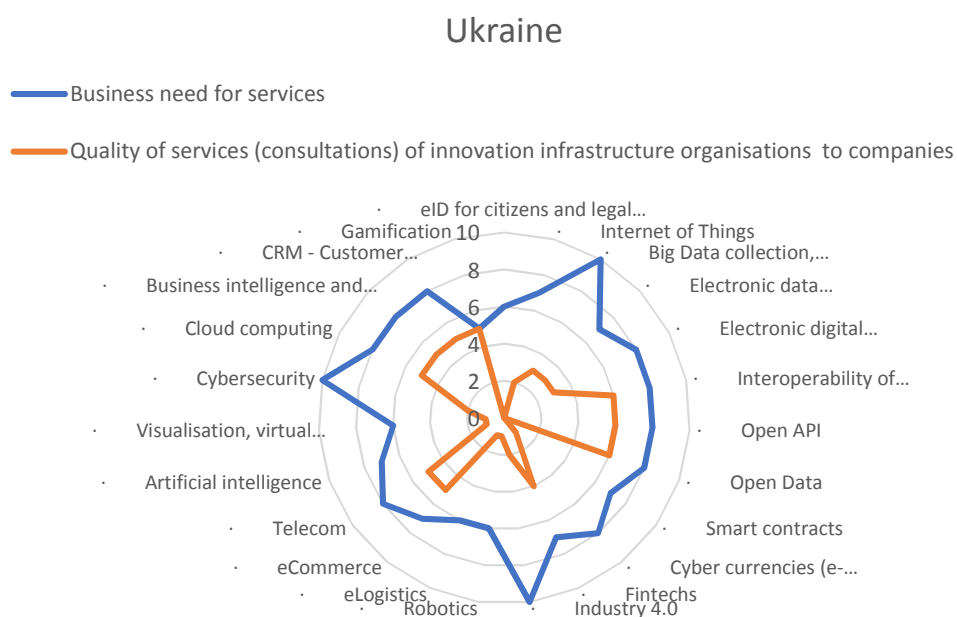 Ukraine
Business need for services
Quality of services (consultations) of innovation infrastructure organisations to companies
· eID for citizens and legal...
· Gamification
· Internet of Things
· CRM - Customer...
· Big Data collection,...
· Business intelligence and...
· Electronic data...
· Cloud computing
· Electronic digital...
· Cybersecurity
· Interoperability of...
· Visualisation, virtual...
· Open API
· Artificial intelligence
· Open Data
· Telecom
· Smart contracts
· eCommerce
· Cyber currencies (e-...
· eLogistics
· Fintechs
· Robotics
· Industry 4.0
10
8
6
4
2
0